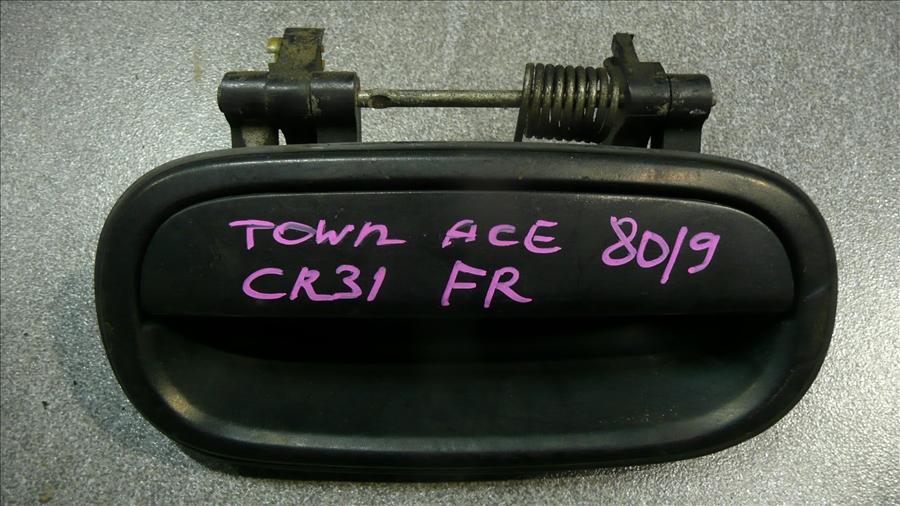 TOWN ACE 80/9
CR31 FR